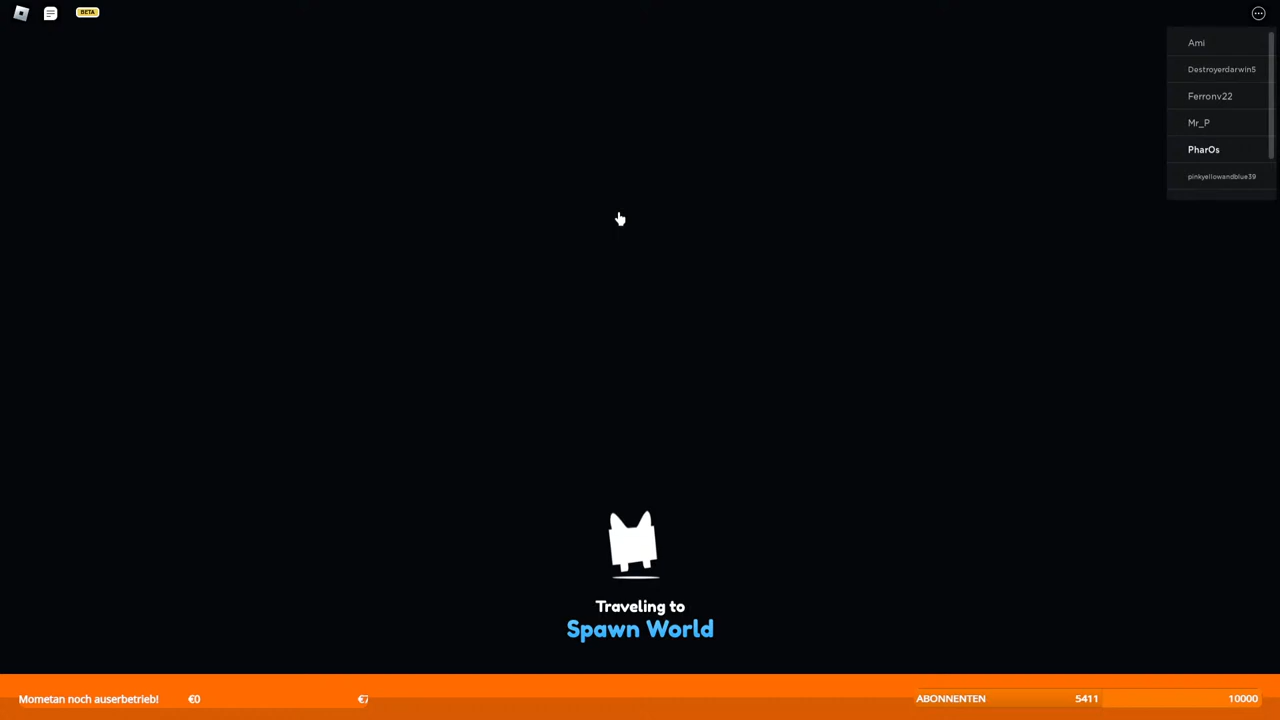 BETA
Ami
Destroyerdarwin5
Ferronv22
Mr_P
PharOs
pinkyellowandblue39
Traveling to
Spawn World
Mometan noch auserbetrieb! €0 €7
ABONNENTEN 5411 10000